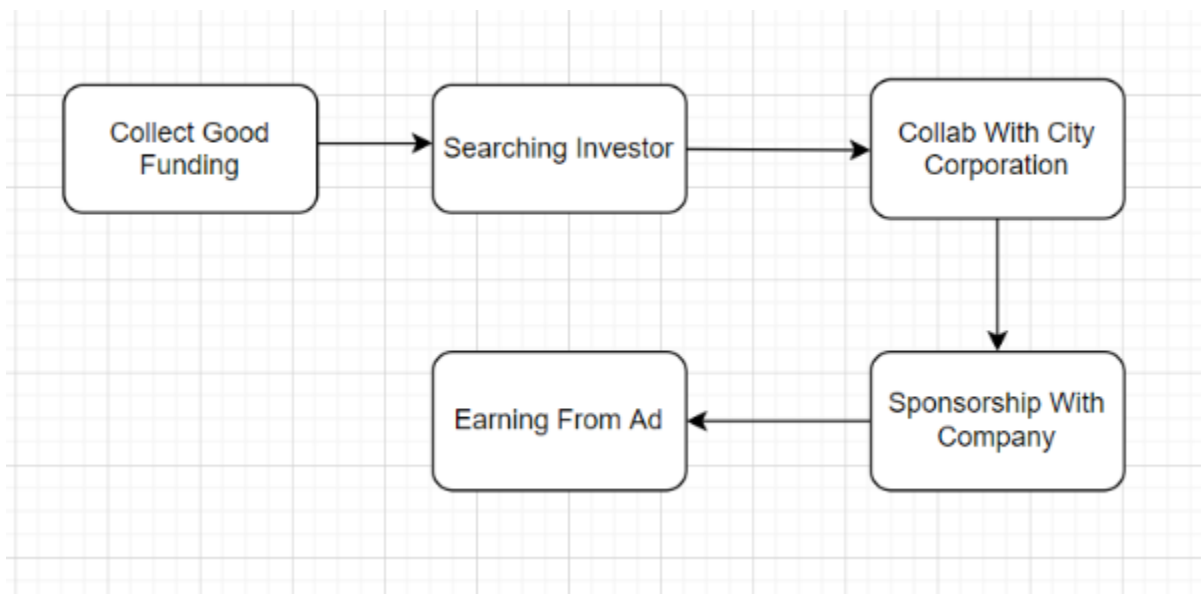 Collect Good
Funding
Searching Investor
Collab With City
Corporation
Sponsorship With
Company
Earning From Ad